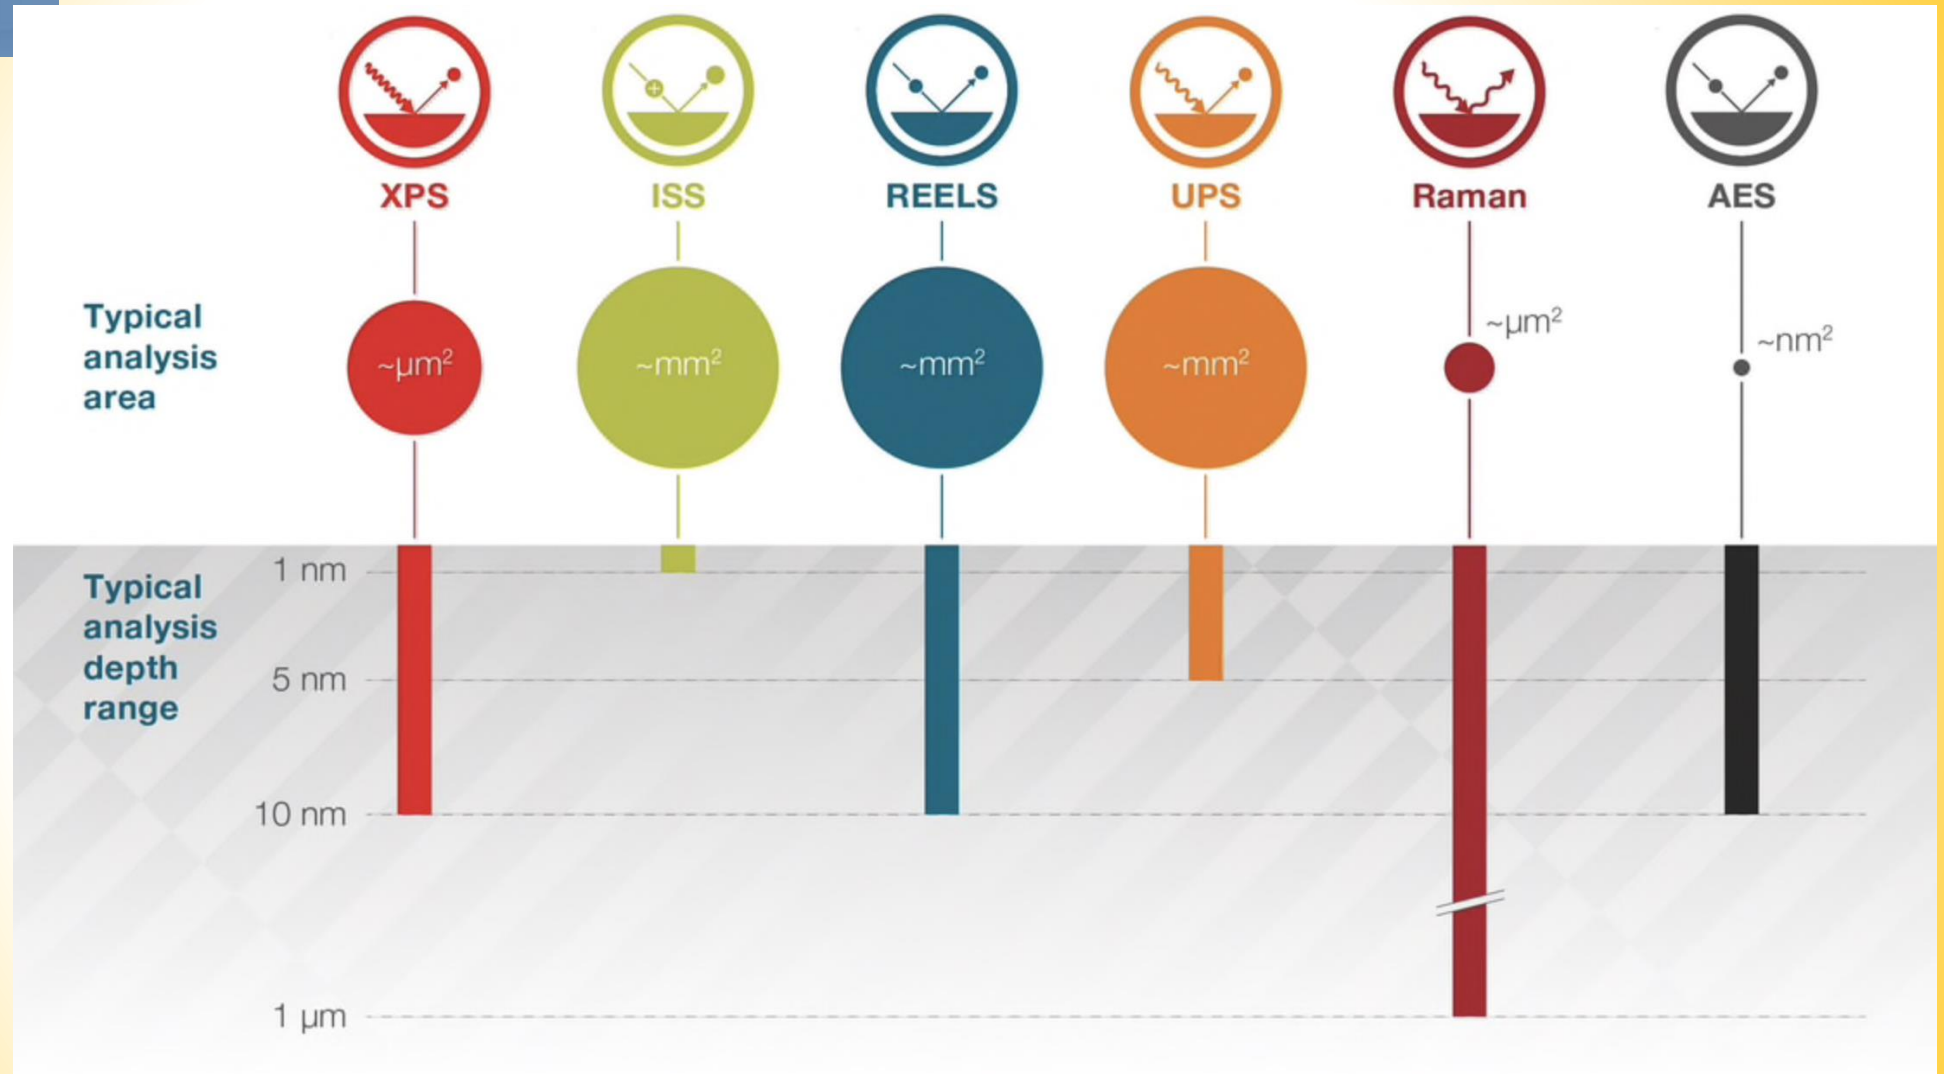 XPS
ISS
REELS
UPS
Raman
AES
Typical
analysis
area
~µm²
~mm²
~mm²
~mm²
~µm²
~nm²
Typical
analysis
depth
range
1 nm
5 nm
10 nm
1 µm